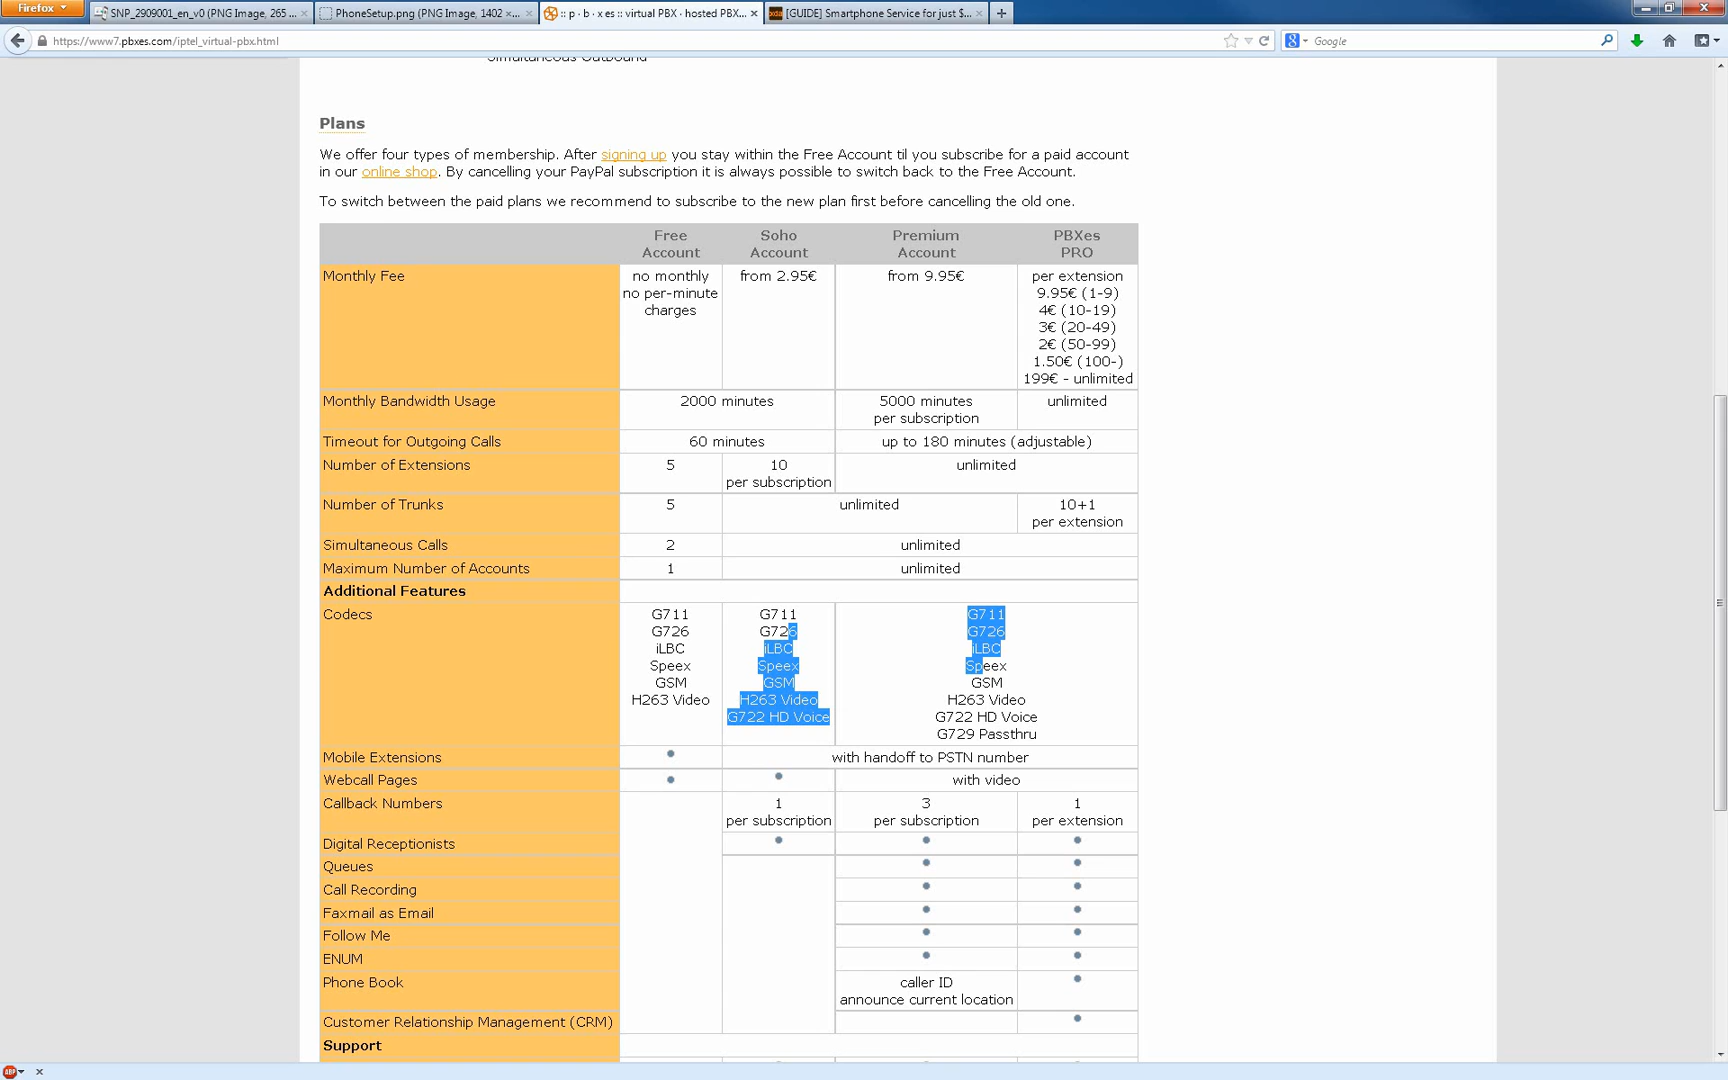 Firefox
SNP_2909001_en_v0 (PNG Image, 265 ...
PhoneSetup.png (PNG Image, 1402 ×...
:: p · b · x es :: virtual PBX · hosted PBX...
[GUIDE] Smartphone Service for just $...
https://www7.pbxes.com/iptel_virtual-pbx.html
Google
Simultaneous Outbound
Plans
We offer four types of membership. After signing up you stay within the Free Account til you subscribe for a paid account
in our online shop. By cancelling your PayPal subscription it is always possible to switch back to the Free Account.
To switch between the paid plans we recommend to subscribe to the new plan first before cancelling the old one.
Free Account
Soho Account
Premium Account
PBXes PRO
Monthly Fee
no monthly
no per-minute
charges
from 2.95€
from 9.95€
per extension
9.95€ (1-9)
4€ (10-19)
3€ (20-49)
2€ (50-99)
1.50€ (100-)
199€ - unlimited
Monthly Bandwidth Usage
2000 minutes
5000 minutes
per subscription
unlimited
Timeout for Outgoing Calls
60 minutes
up to 180 minutes (adjustable)
Number of Extensions
5
10
per subscription
unlimited
Number of Trunks
5
unlimited
10+1
per extension
Simultaneous Calls
2
unlimited
Maximum Number of Accounts
1
unlimited
Additional Features
Codecs
G711
G726
iLBC
Speex
GSM
H263 Video
G711
G726
iLBC
Speex
GSM
H263 Video
G722 HD Voice
G711
G726
iLBC
Speex
GSM
H263 Video
G722 HD Voice
G729 Passthru
Mobile Extensions
with handoff to PSTN number
Webcall Pages
with video
Callback Numbers
1
per subscription
3
per subscription
1
per extension
Digital Receptionists
Queues
Call Recording
Faxmail as Email
Follow Me
ENUM
Phone Book
caller ID
announce current location
Customer Relationship Management (CRM)
Support
ABP